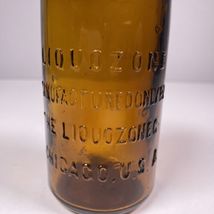 LIQUOZONE
MANUFACTURED ONLY BY
THE LIQUOZONE C
CHICAGO, U.S.A.